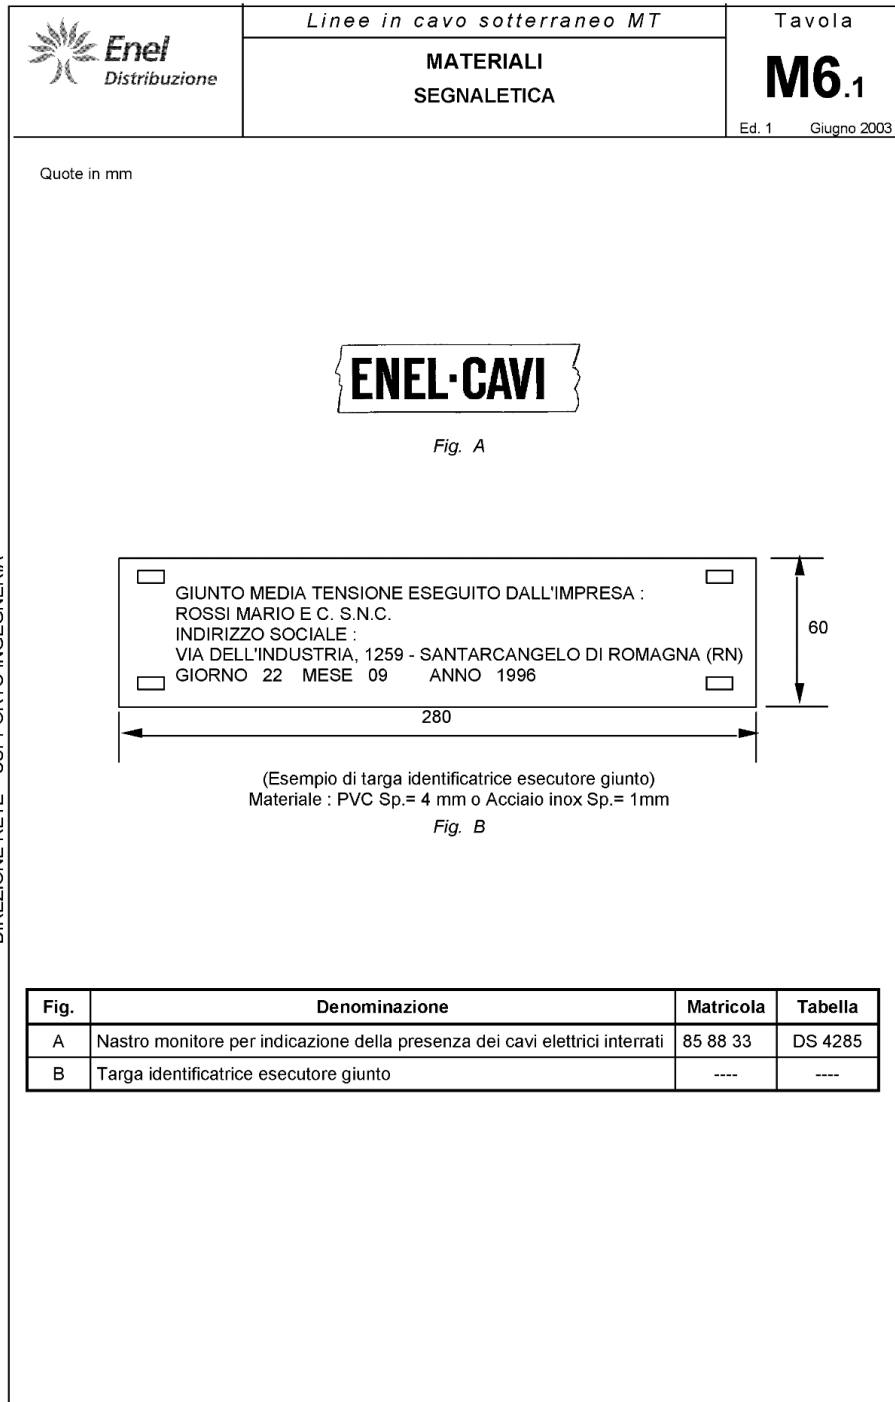 Enel
Distribuzione
Linee in cavo sotterraneo MT
MATERIALI
SEGNALETICA
Tavola
M6.1
Ed. 1 Giugno 2003
Quote in mm
ENEL·CAVI
Fig. A
GIUNTO MEDIA TENSIONE ESEGUITO DALL'IMPRESA :
ROSSI MARIO E C. S.N.C.
INDIRIZZO SOCIALE :
VIA DELL'INDUSTRIA, 1259 - SANTARCANGELO DI ROMAGNA (RN)
GIORNO 22 MESE 09 ANNO 1996
60
280
(Esempio di targa identificatrice esecutore giunto)
Materiale : PVC Sp.= 4 mm o Acciaio inox Sp.= 1mm
Fig. B
Fig. Denominazione Matricola Tabella
A Nastro monitore per indicazione della presenza dei cavi elettrici interrati 85 88 33 DS 4285
B Targa identificatrice esecutore giunto ---- ----